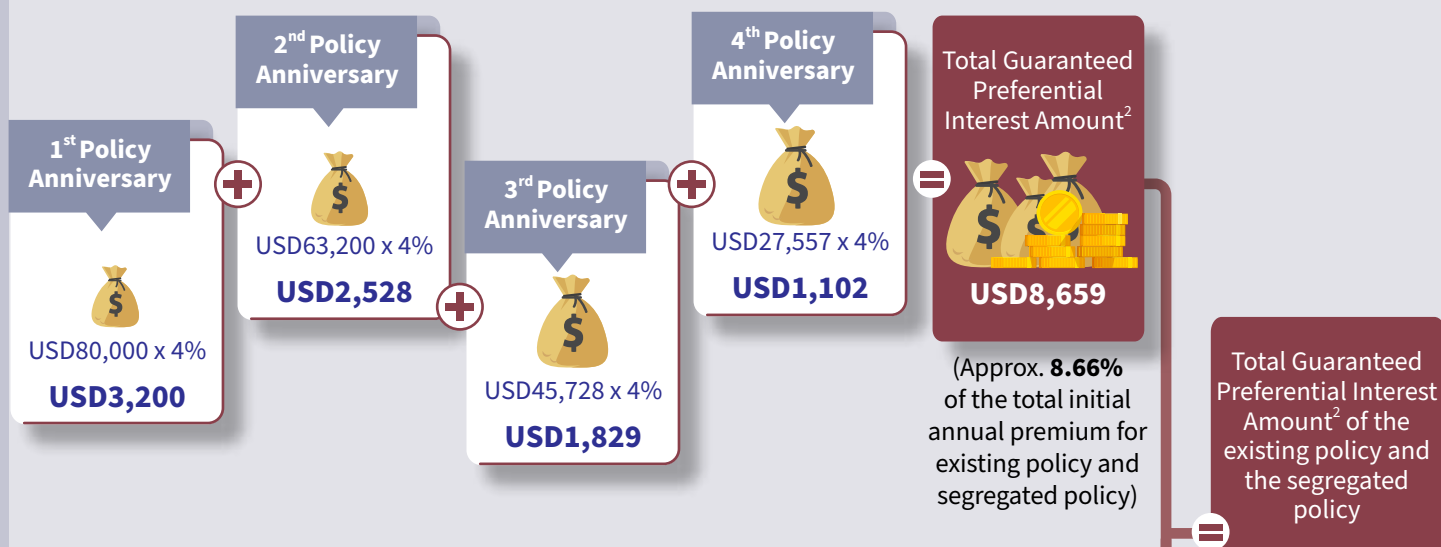 1st Policy
Anniversary
$
USD80,000 x 4%
USD3,200
+
2nd Policy
Anniversary
$
USD63,200 x 4%
USD2,528
+
3rd Policy
Anniversary
$
USD45,728 x 4%
USD1,829
+
4th Policy
Anniversary
$
USD27,557 x 4%
USD1,102
=
Total Guaranteed
Preferential
Interest Amount2
$ $
USD8,659
(Approx. 8.66%
of the total initial
annual premium for
existing policy and
segregated policy)
=
Total Guaranteed
Preferential Interest
Amount2 of the
existing policy and
the segregated
policy